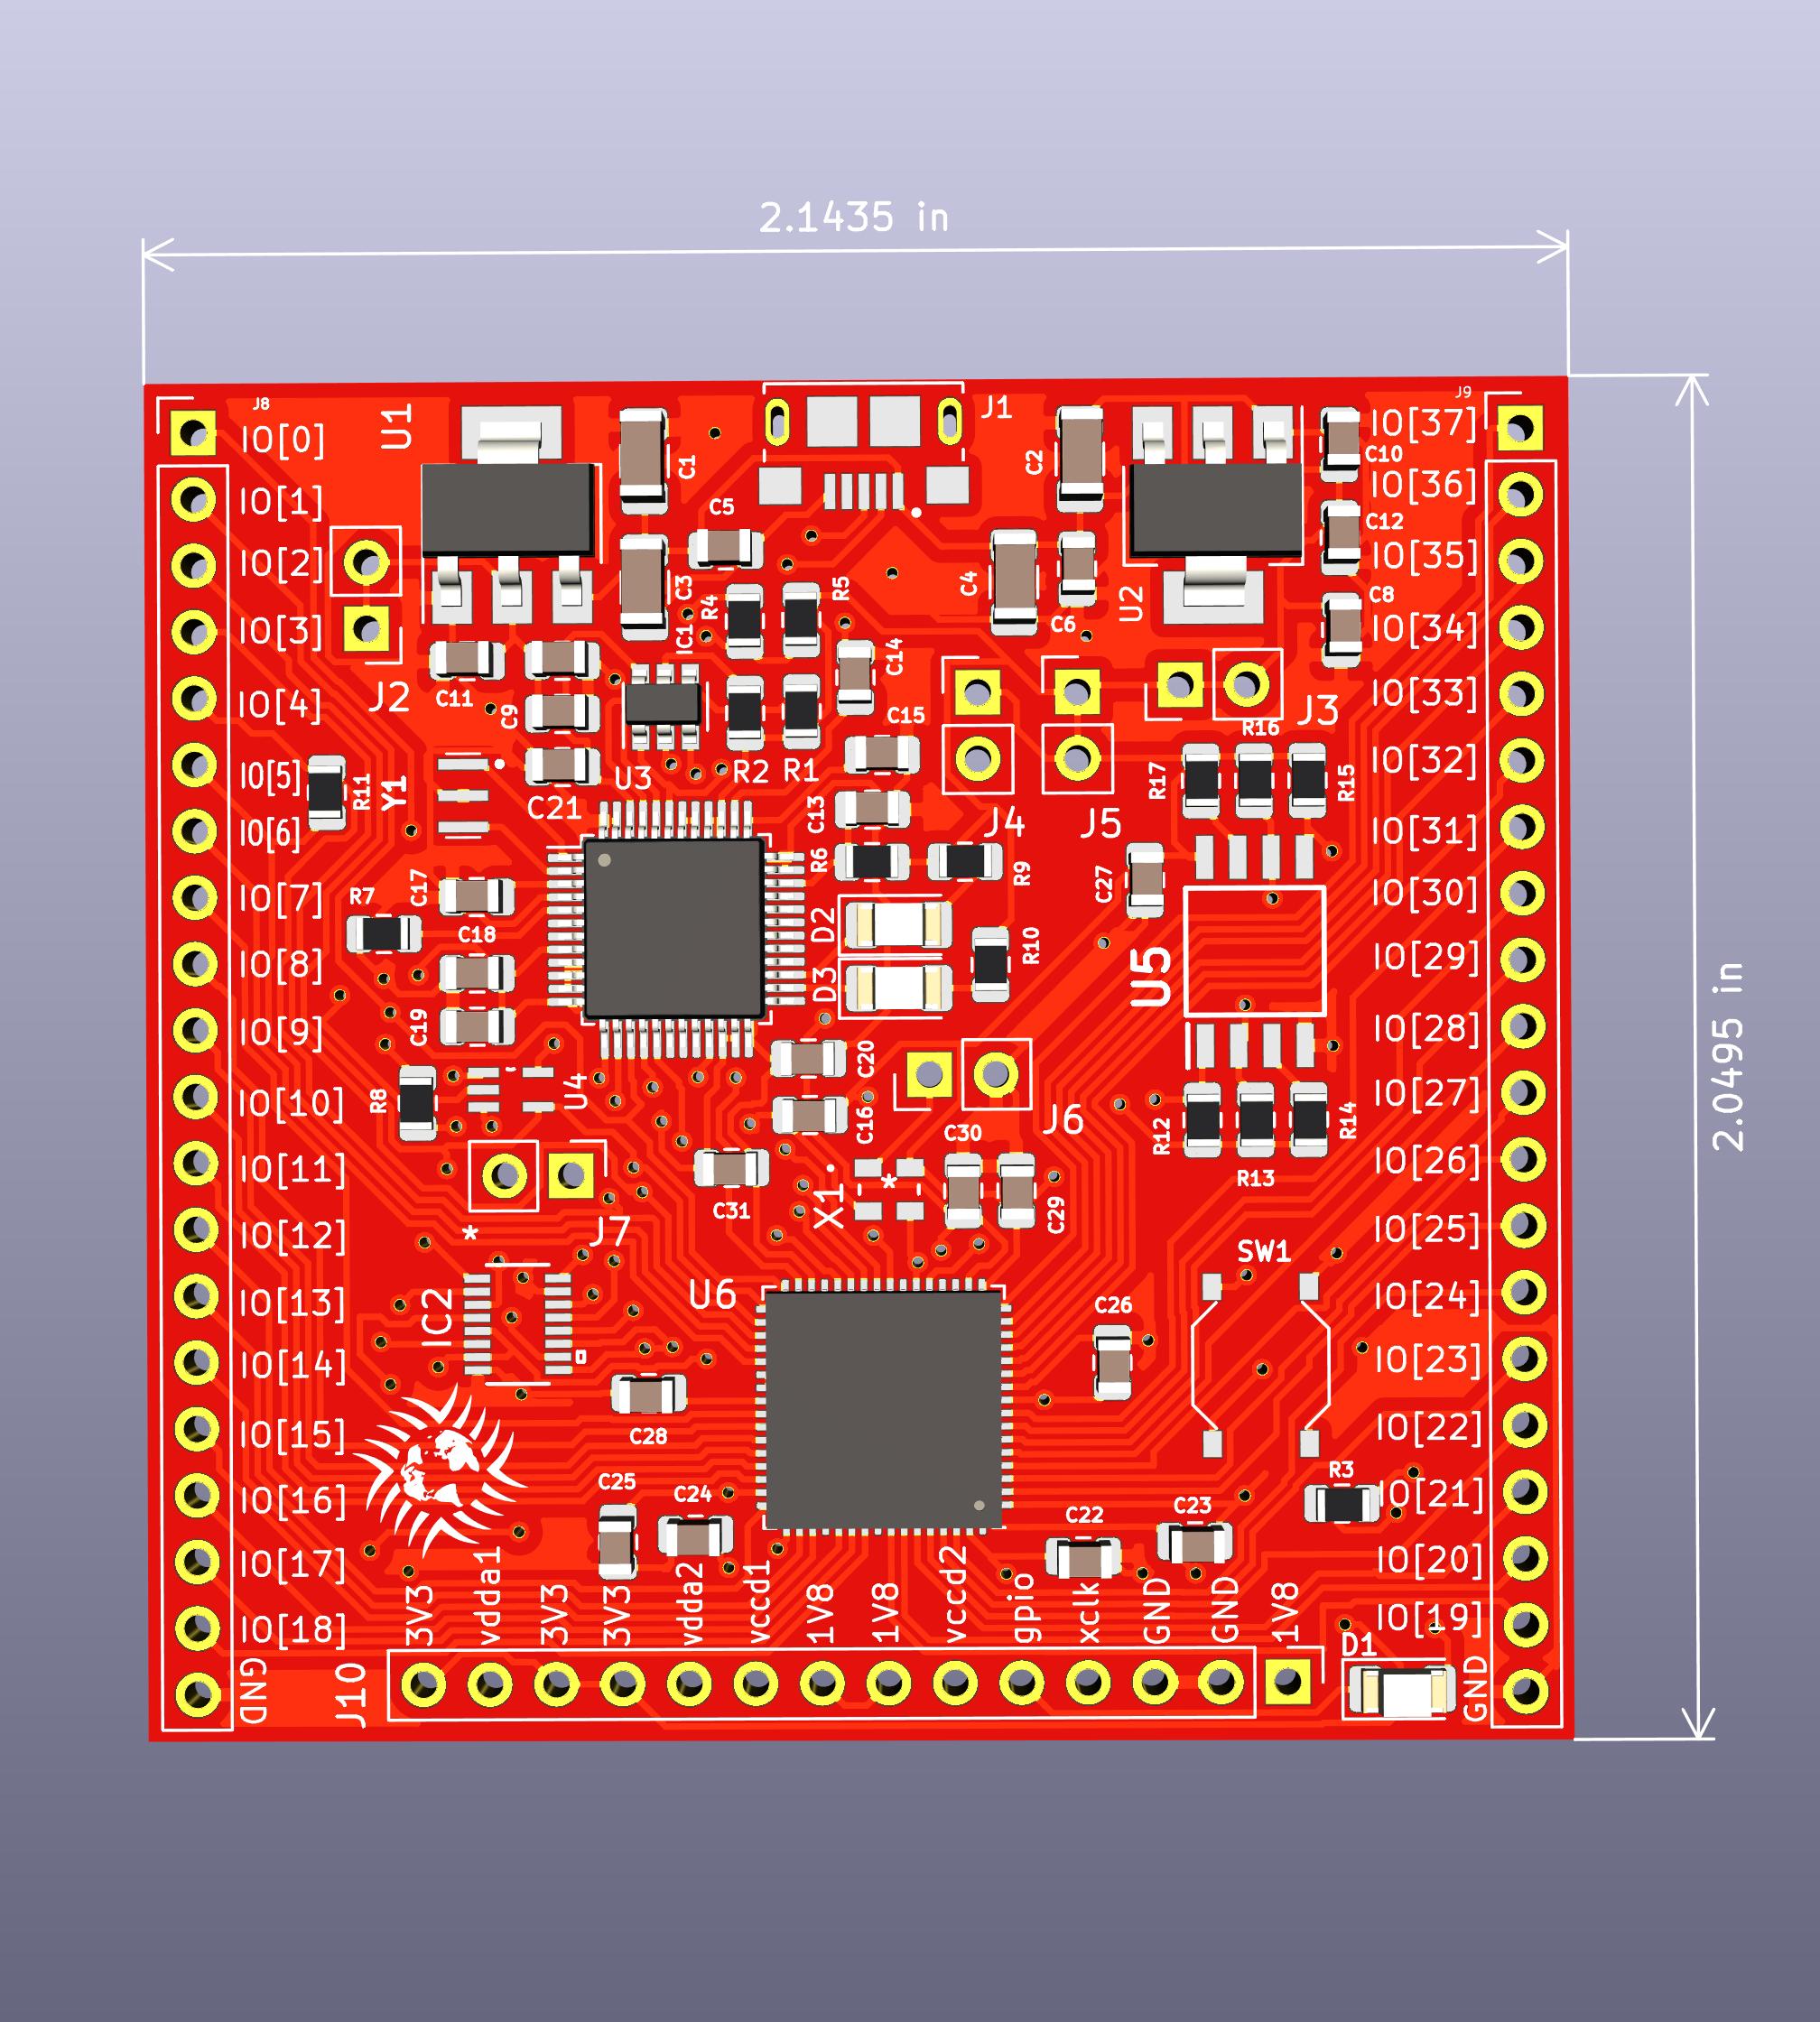 2.1435 in
2.0495 in
J8
IO[0]
IO[1]
IO[2]
IO[3]
IO[4]
IO[5]
IO[6]
IO[7]
IO[8]
IO[9]
IO[10]
IO[11]
IO[12]
IO[13]
IO[14]
IO[15]
IO[16]
IO[17]
IO[18]
GND
U1
C1
C5
J1
C2
C10
C12
C8
U2
C4
C6
C3
R4
R5
IC1
C14
J2
C11
C9
C15
R16
J3
R11
Y1
C21
U3
R2
R1
C13
J4
J5
R17
R15
R7
C17
C18
C19
R6
R9
C27
D2
D3
R10
U5
R8
U4
C20
C16
J6
R12
R13
R14
C30
C29
C31
X1
*
*
J7
SW1
IC2
U6
C26
C28
C25
C24
C22
C23
R3
3V3
vdda1
3V3
3V3
vdda2
vccd1
1V8
1V8
vccd2
gpio
xclk
GND
GND
1V8
J10
D1
J9
IO[37]
IO[36]
IO[35]
IO[34]
IO[33]
IO[32]
IO[31]
IO[30]
IO[29]
IO[28]
IO[27]
IO[26]
IO[25]
IO[24]
IO[23]
IO[22]
IO[21]
IO[20]
IO[19]
GND